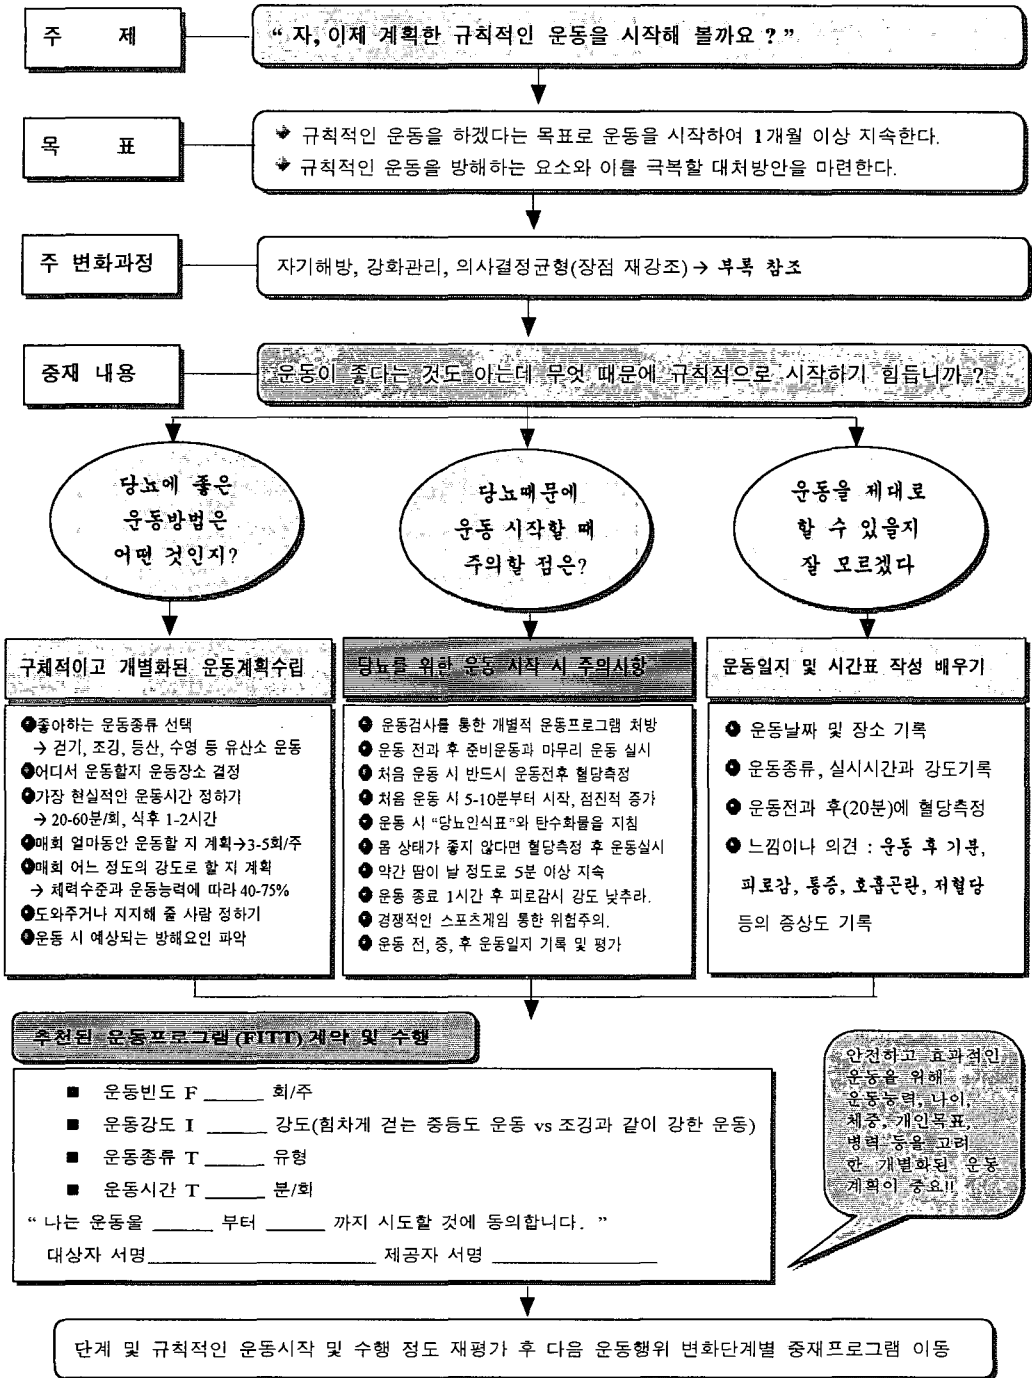 주 제
“ 자, 이제 계획한 규칙적인 운동을 시작해 볼까요 ? ”
목 표
규칙적인 운동을 하겠다는 목표로 운동을 시작하여 1개월 이상 지속한다.
규칙적인 운동을 방해하는 요소와 이를 극복할 대처방안을 마련한다.
주 변화과정
자기해방, 강화관리, 의사결정균형(장점 재강조) → 부록 참조
중재 내용
운동이 좋다는 것도 아는데 무엇 때문에 규칙적으로 시작하기 힘듭니까 ?
당뇨에 좋은
운동방법은
어떤 것인지?
당뇨때문에
운동 시작할 때
주의할 점은?
운동을 제대로
할 수 있을지
잘 모르겠다
구체적이고 개별화된 운동계획수립
●좋아하는 운동종류 선택
→ 걷기, 조깅, 등산, 수영 등 유산소 운동
●어디서 운동할지 운동장소 결정
●가장 현실적인 운동시간 정하기
→ 20-60분/회, 식후 1-2시간
●매회 얼마동안 운동할 지 계획→3-5회/주
●매회 어느 정도의 강도로 할 지 계획
→ 체력수준과 운동능력에 따라 40-75%
●도와주거나 지지해 줄 사람 정하기
●운동 시 예상되는 방해요인 파악
당뇨를 위한 운동 시작 시 주의사항
● 운동검사를 통한 개별적 운동프로그램 처방
● 운동 전과 후 준비운동과 마무리 운동 실시
● 처음 운동 시 반드시 운동전후 혈당측정
● 처음 운동 시 5-10분부터 시작, 점진적 증가
● 운동 시 “당뇨인식표”와 탄수화물을 지침
● 몸 상태가 좋지 않다면 혈당측정 후 운동실시
● 약간 땀이 날 정도로 5분 이상 지속
● 운동 종료 1시간 후 피로감시 강도 낮추라.
● 경쟁적인 스포츠게임 통한 위험주의.
● 운동 전, 중, 후 운동일지 기록 및 평가
운동일지 및 시간표 작성 배우기
● 운동날짜 및 장소 기록
● 운동종류, 실시시간과 강도기록
● 운동전과 후(20분)에 혈당측정
● 느낌이나 의견 : 운동 후 기분,
피로감, 통증, 호흡곤란, 저혈당
등의 증상도 기록
추천된 운동프로그램 (FITT) 계약 및 수행
■ 운동빈도 F ______ 회/주
■ 운동강도 I ______ 강도(힘차게 걷는 중등도 운동 vs 조깅과 같이 강한 운동)
■ 운동종류 T ______ 유형
■ 운동시간 T ______ 분/회
“ 나는 운동을 ______ 부터 ______ 까지 시도할 것에 동의합니다. ”
대상자 서명______________ 제공자 서명 ______________
안전하고 효과적인
운동을 위해
운동능력, 나이,
체중, 개인목표,
병력 등을 고려
한 개별화된 운동
계획이 중요!!
단계 및 규칙적인 운동시작 및 수행 정도 재평가 후 다음 운동행위 변화단계별 중재프로그램 이동